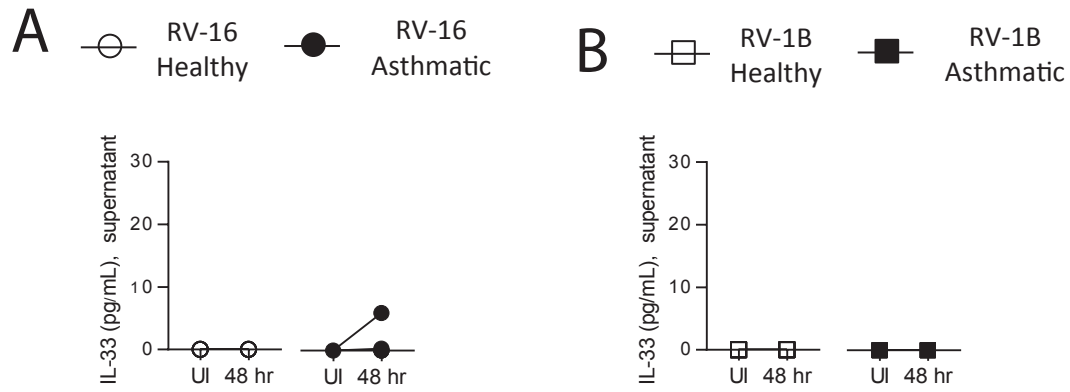 A
RV-16
Healthy
RV-16
Asthmatic
B
RV-1B
Healthy
RV-1B
Asthmatic
IL-33 (pg/mL), supernatant
30
20
10
0
UI 48 hr UI 48 hr
IL-33 (pg/mL), supernatant
30
20
10
0
UI 48 hr UI 48 hr